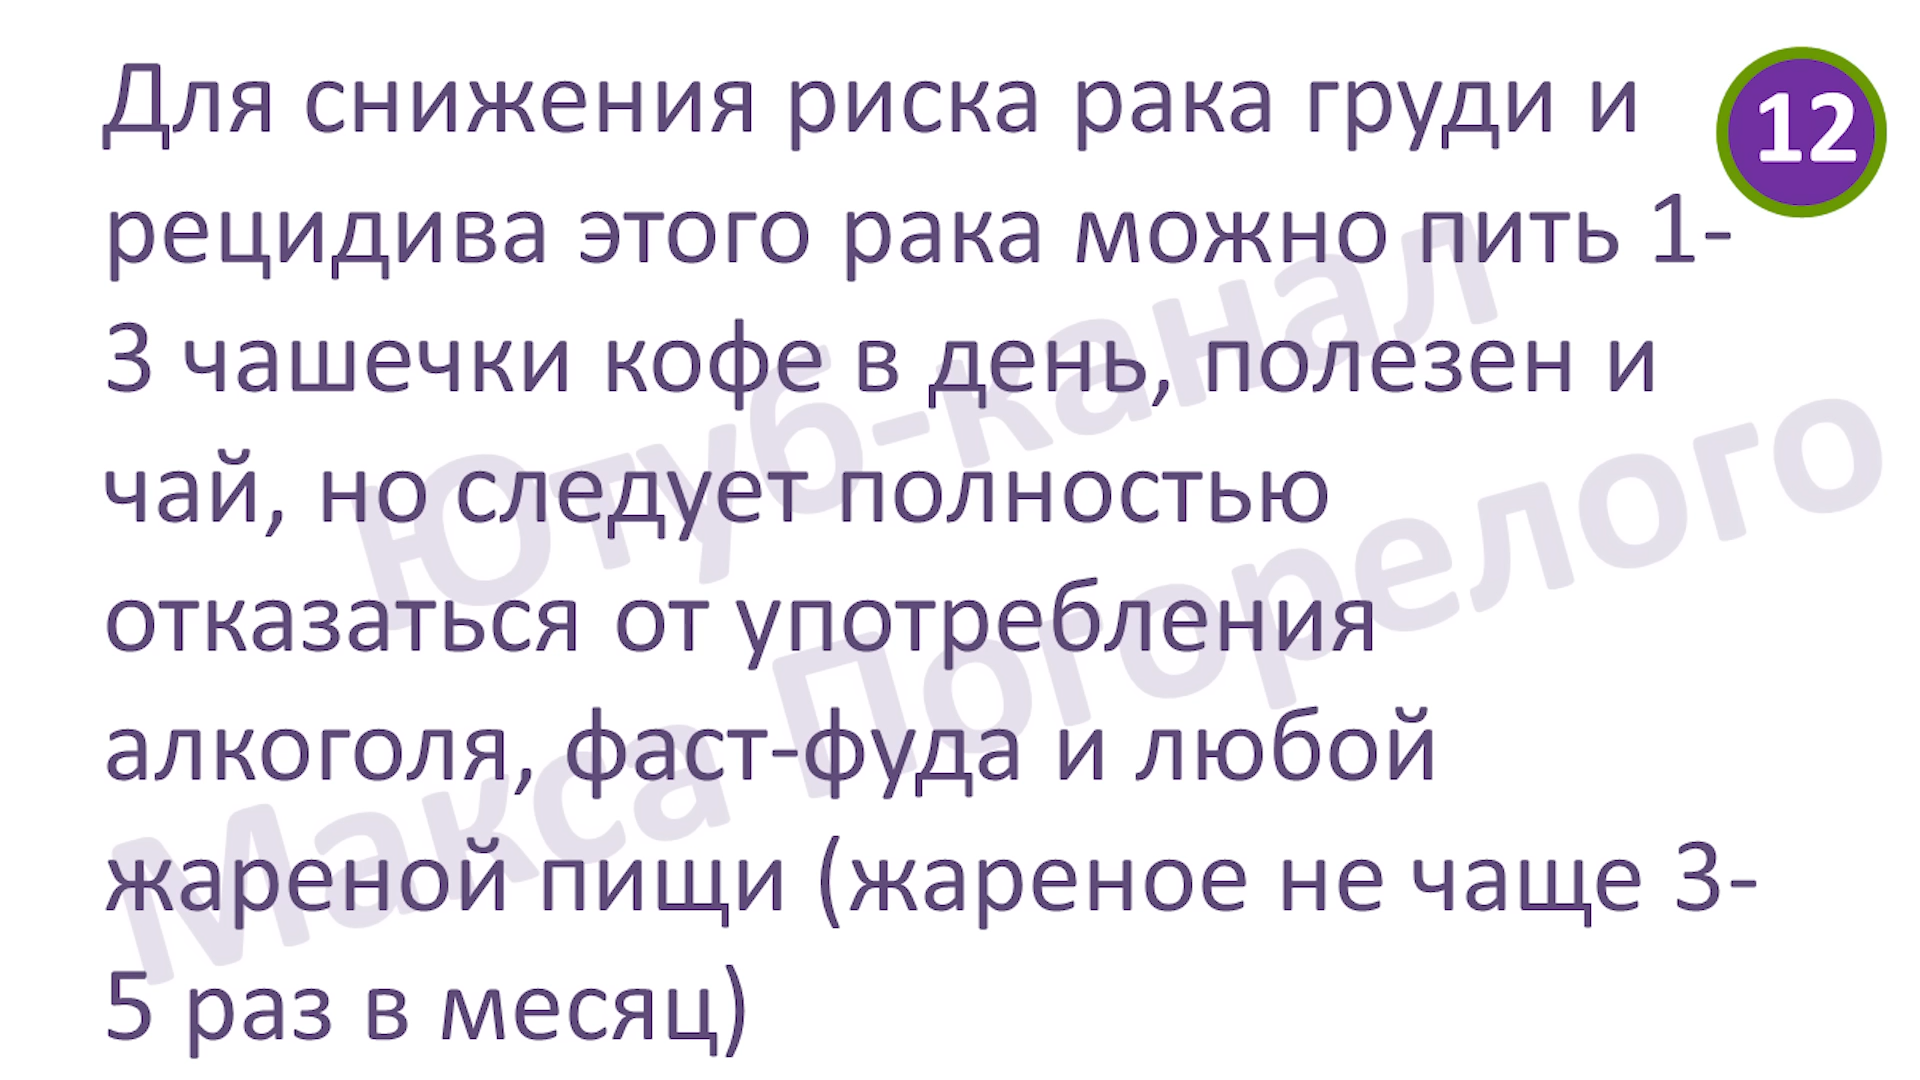 Для снижения риска рака груди и
12
рецидива этого рака можно пить 1-
3 чашечки кофе в день, полезен и
чай, но следует полностью
отказаться от употребления
алкоголя, фаст-фуда и любой
жареной пищи (жареное не чаще 3-
5 раз в месяц)
Ютуб-канал
Макса Погорелого